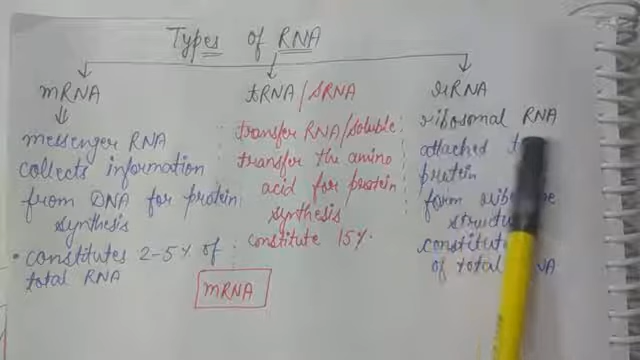 Types of RNA
mRNA
messenger RNA
collects information
from DNA for protein
synthesis
• constitutes 2-5% of
total RNA
tRNA/sRNA
transfer RNA/soluble
transfer the amino
acid for protein
synthesis
constitute 15%.
mRNA
rRNA
ribosomal RNA
attached
protein
form
of total